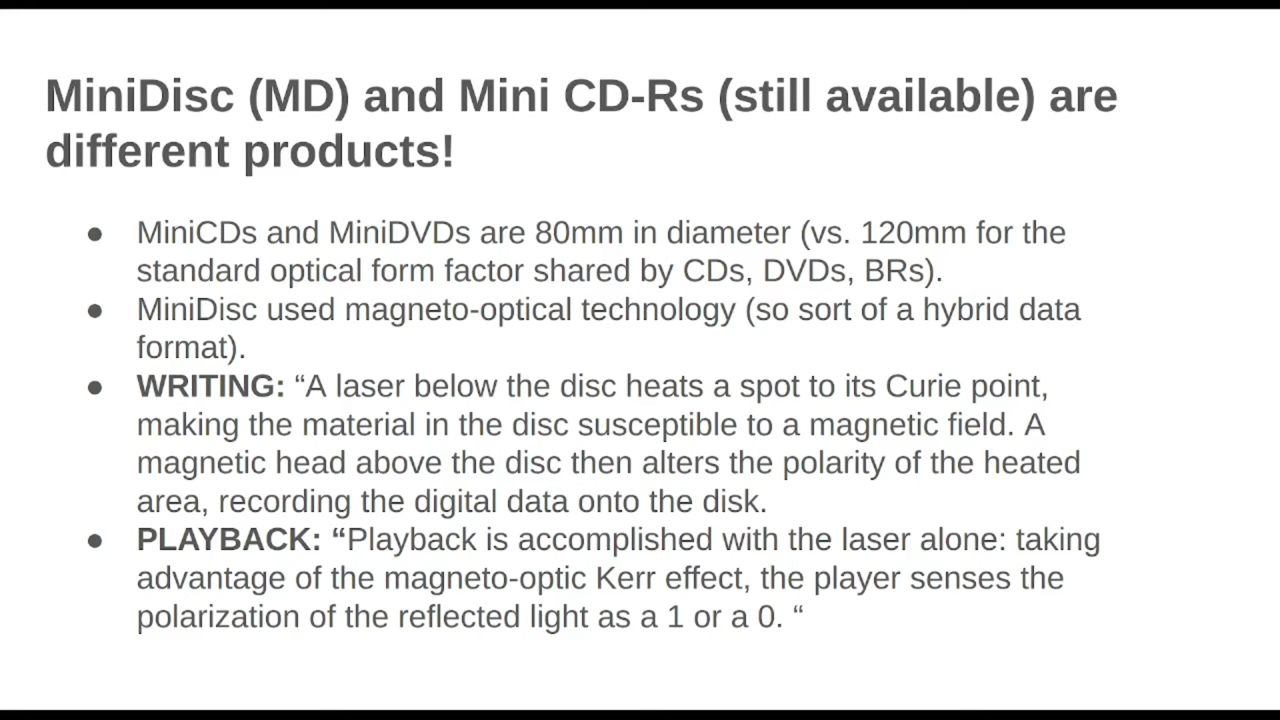 MiniDisc (MD) and Mini CD-Rs (still available) are
different products!
● MiniCDs and MiniDVDs are 80mm in diameter (vs. 120mm for the
standard optical form factor shared by CDs, DVDs, BRs).
● MiniDisc used magneto-optical technology (so sort of a hybrid data
format).
● WRITING: “A laser below the disc heats a spot to its Curie point,
making the material in the disc susceptible to a magnetic field. A
magnetic head above the disc then alters the polarity of the heated
area, recording the digital data onto the disk.
● PLAYBACK: “Playback is accomplished with the laser alone: taking
advantage of the magneto-optic Kerr effect, the player senses the
polarization of the reflected light as a 1 or a 0. “